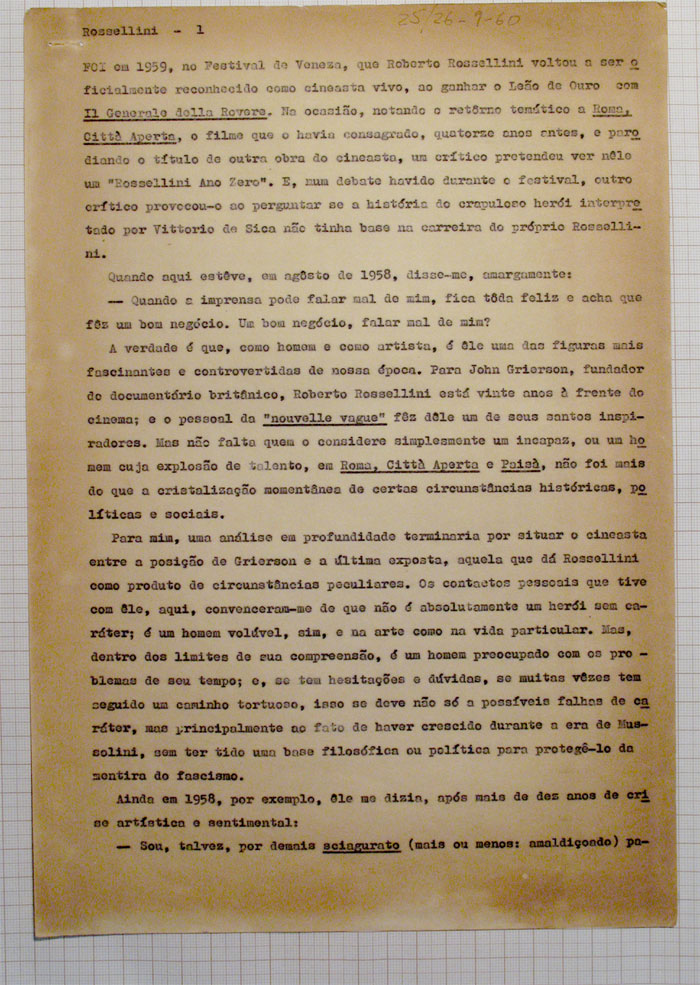 25/26-9-60
Rossellini - 1
FOI em 1959, no Festival de Veneza, que Roberto Rossellini voltou a ser o
ficialmente reconhecido como cineasta vivo, ao ganhar o Leão de Ouro com
Il Generale della Rovere. Na ocasião, notando o retôrno temático a Roma,
Città Aperta, o filme que o havia consagrado, quatorze anos antes, e paro
diando o título de outra obra do cineasta, um crítico pretendeu ver nêle
um "Rossellini Ano Zero". E, num debate havido durante o festival, outro
crítico provocou-o ao perguntar se a história do crapuloso herói interpre
tado por Vittorio de Sica não tinha base na carreira do próprio Rosselli-
ni.
Quando aqui estêve, em agôsto de 1958, disse-me, amargamente:
— Quando a imprensa pode falar mal de mim, fica tôda feliz e acha que
fêz um bom negócio. Um bom negócio, falar mal de mim?
A verdade é que, como homem e como artista, é êle uma das figuras mais
fascinantes e controvertidas de nossa época. Para John Grierson, fundador
do documentário britânico, Roberto Rossellini está vinte anos à frente do
cinema; e o pessoal da "nouvelle vague" fêz dêle um de seus santos inspi-
radores. Mas não falta quem o considere simplesmente um incapaz, ou um ho
mem cuja explosão de talento, em Roma, Città Aperta e Paisà, não foi mais
do que a cristalização momentânea de certas circunstâncias históricas, po
líticas e sociais.
Para mim, uma análise em profundidade terminaria por situar o cineasta
entre a posição de Grierson e a última exposta, aquela que dá Rossellini
como produto de circunstâncias peculiares. Os contactos pessoais que tive
com êle, aqui, convenceram-me de que não é absolutamente um herói sem ca-
ráter; é um homem volável, sim, e na arte como na vida particular. Mas,
dentro dos limites de sua compreensão, é um homem preocupado com os pro -
blemas de seu tempo; e, se tem hesitações e dúvidas, se muitas vêzes tem
seguido um caminho tortuoso, isso se deve não só a possíveis falhas de ca
ráter, mas principalmente ao fato de haver crescido durante a era de Mus-
solini, sem ter tido uma base filosófica ou política para protegê-lo da
mentira do fascismo.
Ainda em 1958, por exemplo, êle me dizia, após mais de dez anos de cri
se artística e sentimental:
— Sou, talvez, por demais sciagurato (mais ou menos: amaldiçoado) pa-